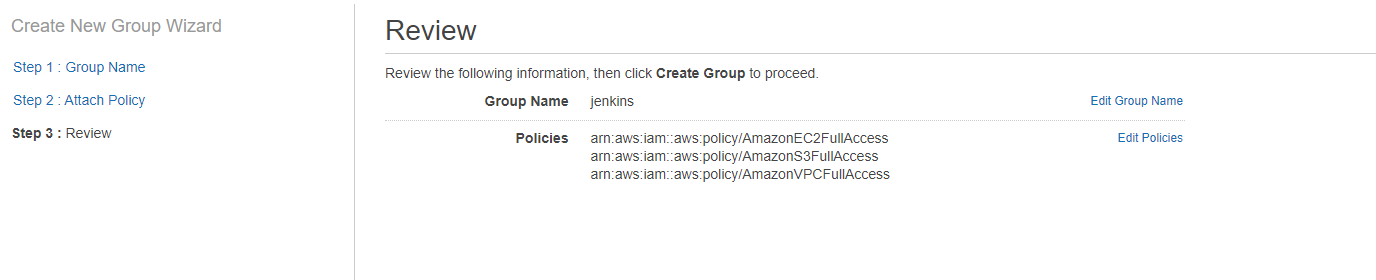 Create New Group Wizard
Step 1 : Group Name
Step 2 : Attach Policy
Step 3 : Review
Review
Review the following information, then click Create Group to proceed.
Group Name jenkins Edit Group Name
Policies arn:aws:iam::aws:policy/AmazonEC2FullAccess Edit Policies
arn:aws:iam::aws:policy/AmazonS3FullAccess
arn:aws:iam::aws:policy/AmazonVPCFullAccess